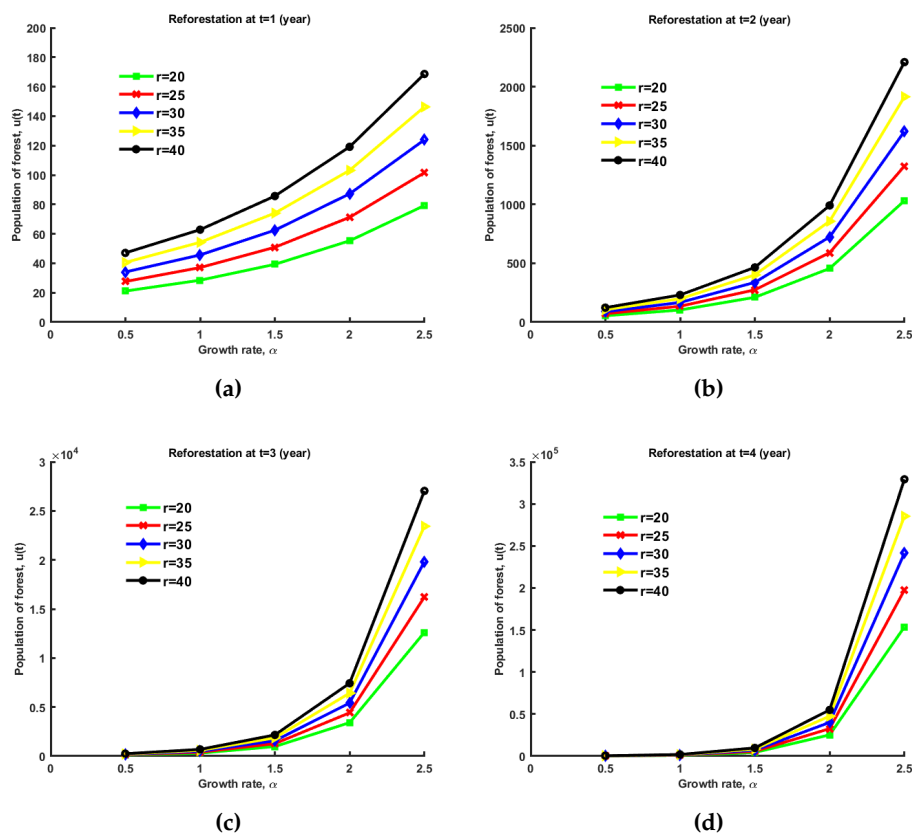 Reforestation at t=1 (year)
200
180
160
140
120
100
80
60
40
20
0
Population of forest, u(t)
r=20
r=25
r=30
r=35
r=40
0 0.5 1 1.5 2 2.5
Growth rate, α
(a)
Reforestation at t=2 (year)
2500
2000
1500
1000
500
0
Population of forest, u(t)
r=20
r=25
r=30
r=35
r=40
0 0.5 1 1.5 2 2.5
Growth rate, α
(b)
Reforestation at t=3 (year)
×10⁴
3
2.5
2
1.5
1
0.5
0
Population of forest, u(t)
r=20
r=25
r=30
r=35
r=40
0 0.5 1 1.5 2 2.5
Growth rate, α
(c)
Reforestation at t=4 (year)
×10⁵
3.5
3
2.5
2
1.5
1
0.5
0
Population of forest, u(t)
r=20
r=25
r=30
r=35
r=40
0 0.5 1 1.5 2 2.5
Growth rate, α
(d)